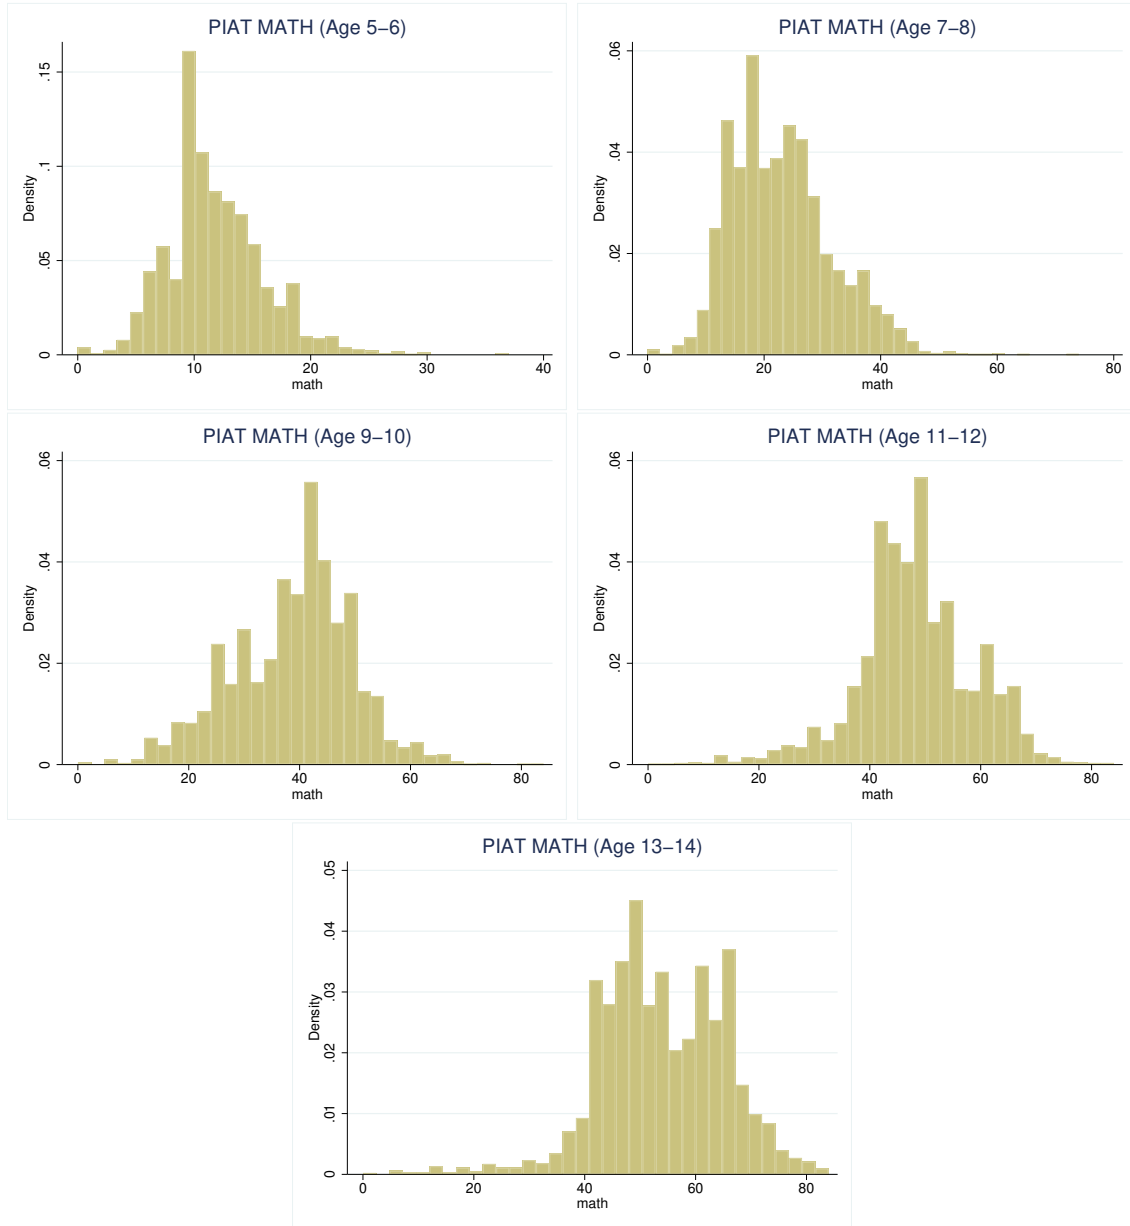 PIAT MATH (Age 5–6)
Density
0 .05 .1 .15
0 10 20 30 40
math
PIAT MATH (Age 7–8)
Density
0 .02 .04 .06
0 20 40 60 80
math
PIAT MATH (Age 9–10)
Density
0 .02 .04 .06
0 20 40 60 80
math
PIAT MATH (Age 11–12)
Density
0 .02 .04 .06
0 20 40 60 80
math
PIAT MATH (Age 13–14)
Density
0 .01 .02 .03 .04 .05
0 20 40 60 80
math